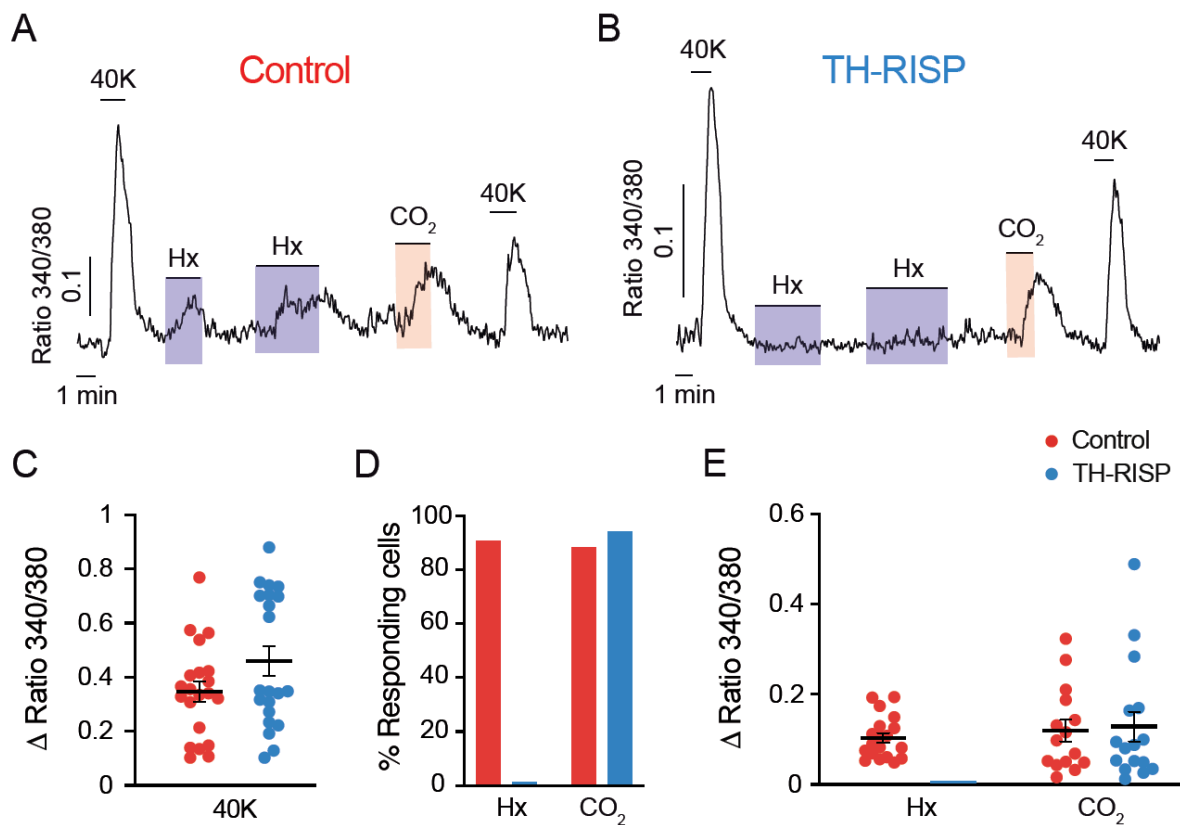 A
Control
40K
Hx
Hx
CO2
40K
Ratio 340/380
0.1
1 min
B
TH-RISP
40K
Hx
Hx
CO2
40K
Ratio 340/380
0.1
1 min
Control
TH-RISP
C
Δ Ratio 340/380
1
0.8
0.6
0.4
0.2
0
40K
D
% Responding cells
100
80
60
40
20
0
Hx
CO2
E
Δ Ratio 340/380
0.6
0.4
0.2
0
Hx
CO2